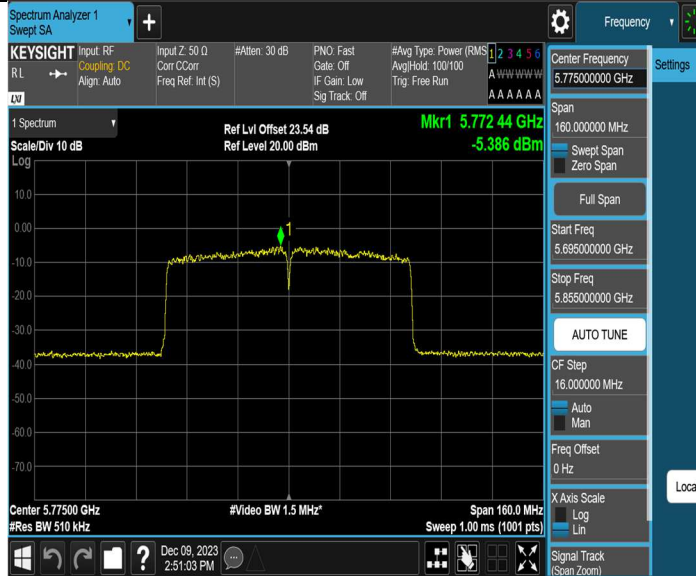 Spectrum Analyzer 1
Swept SA
Frequency
KEYSIGHT
RL
LXI
Input: RF
Coupling: DC
Align: Auto
Input Z: 50 Ω
Corr CCorr
Freq Ref: Int (S)
#Atten: 30 dB
PNO: Fast
Gate: Off
IF Gain: Low
Sig Track: Off
#Avg Type: Power (RMS
Avg|Hold: 100/100
Trig: Free Run
1 2 3 4 5 6
A W W W W W
A A A A A A
1 Spectrum
Scale/Div 10 dB
Log
Ref Lvl Offset 23.54 dB
Ref Level 20.00 dBm
Mkr1 5.772 44 GHz
-5.386 dBm
1
10.0
0.00
-10.0
-20.0
-30.0
-40.0
-50.0
-60.0
-70.0
Center 5.77500 GHz
#Res BW 510 kHz
#Video BW 1.5 MHz*
Span 160.0 MHz
Sweep 1.00 ms (1001 pts)
Dec 09, 2023
2:51:03 PM
Center Frequency
5.775000000 GHz
Settings
Span
160.000000 MHz
Swept Span
Zero Span
Full Span
Start Freq
5.695000000 GHz
Stop Freq
5.855000000 GHz
AUTO TUNE
CF Step
16.000000 MHz
Auto
Man
Freq Offset
0 Hz
X Axis Scale
Log
Lin
Signal Track
(Span Zoom)
Loca